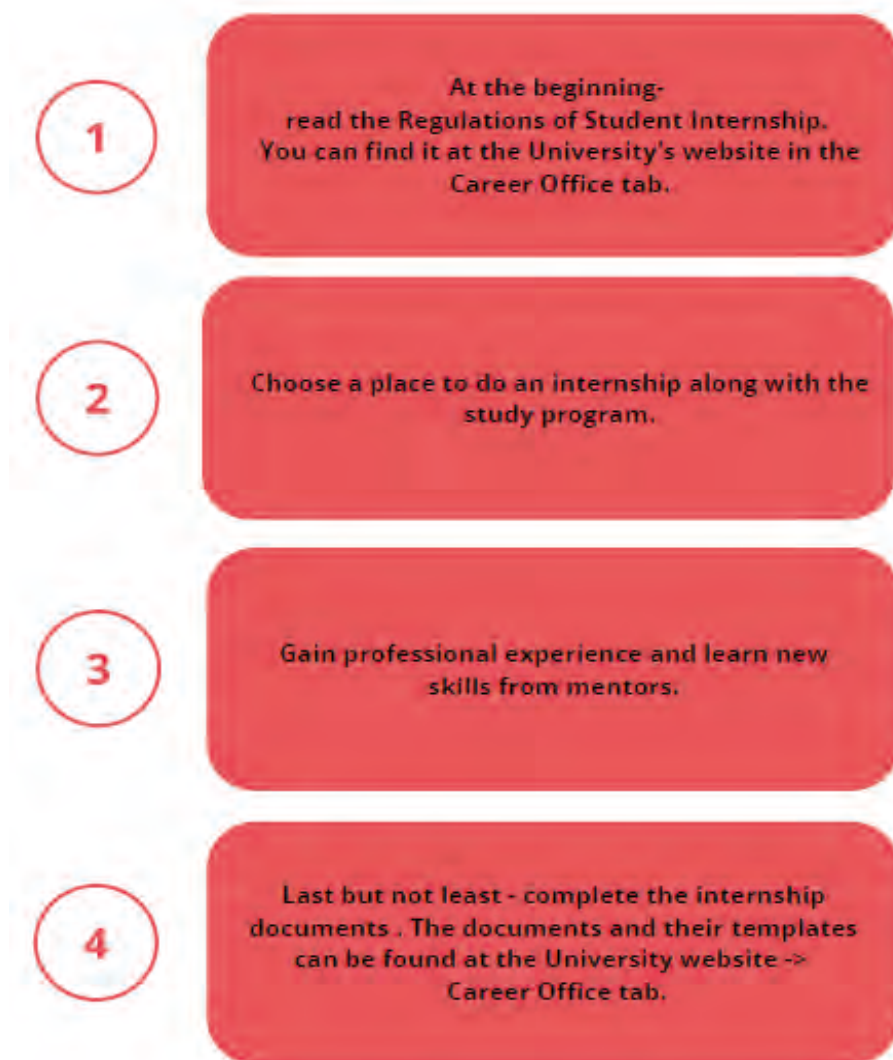 1
At the beginning-
read the Regulations of Student Internship.
You can find it at the University's website in the
Career Office tab.
2
Choose a place to do an internship along with the
study program.
3
Gain professional experience and learn new
skills from mentors.
4
Last but not least - complete the internship
documents . The documents and their templates
can be found at the University website ->
Career Office tab.